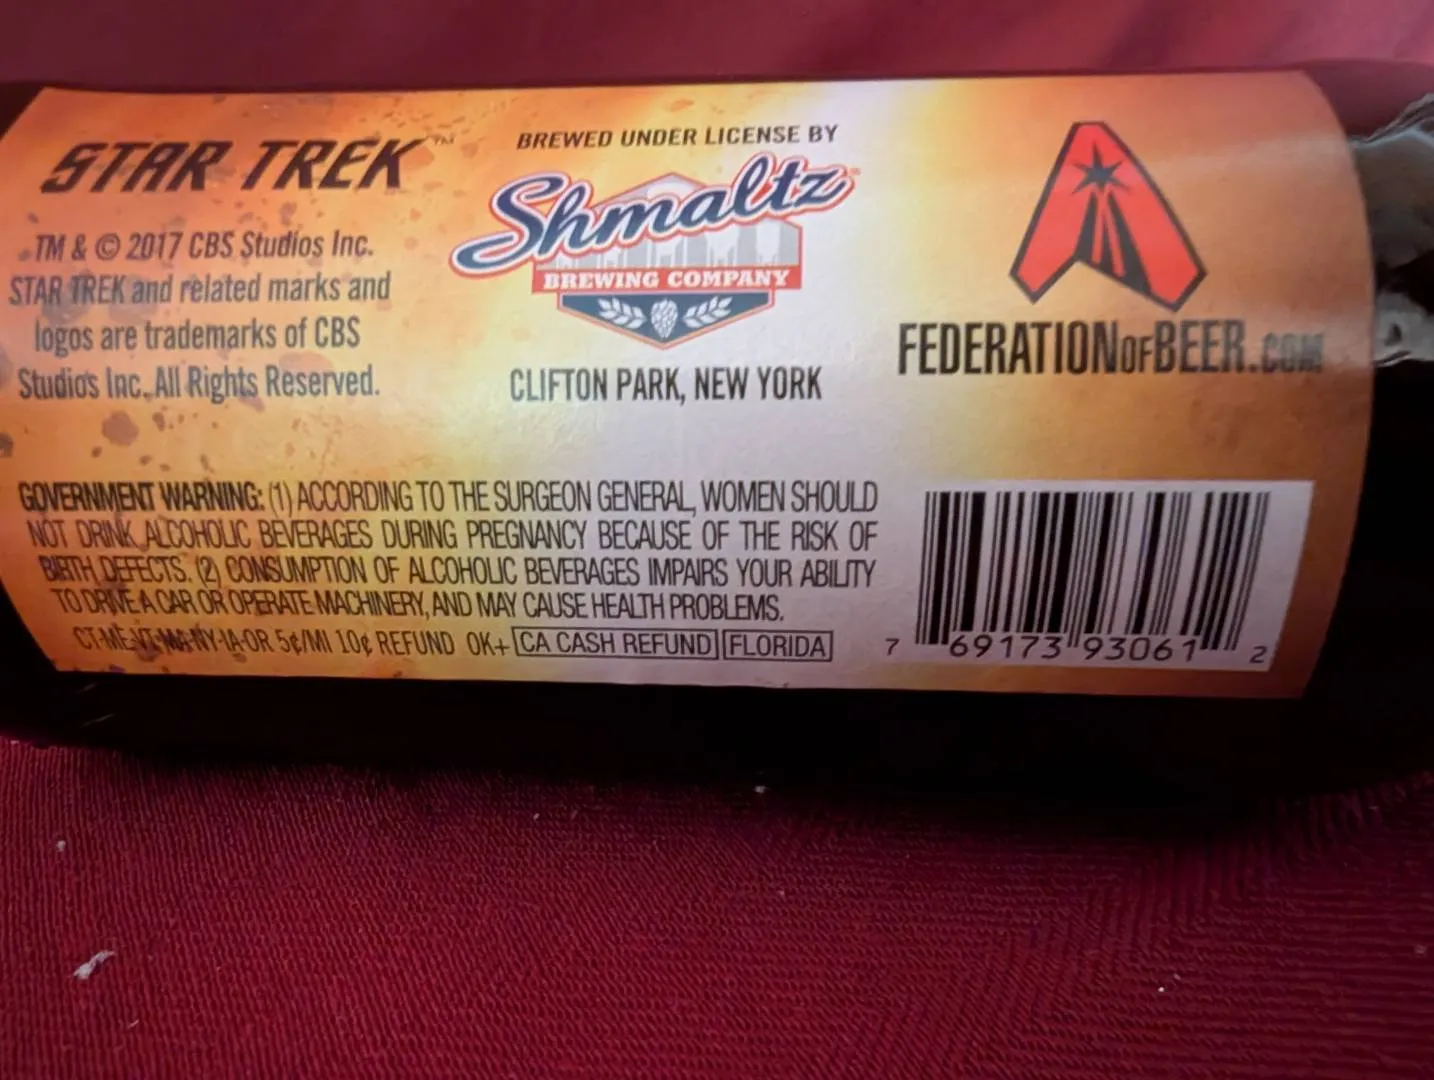 STAR TREK™
TM & © 2017 CBS Studios Inc.
STAR TREK and related marks and
logos are trademarks of CBS
Studios Inc. All Rights Reserved.
BREWED UNDER LICENSE BY
Shmaltz
BREWING COMPANY
CLIFTON PARK, NEW YORK
FEDERATIONOFBEER.COM
GOVERNMENT WARNING: (1) ACCORDING TO THE SURGEON GENERAL, WOMEN SHOULD
NOT DRINK ALCOHOLIC BEVERAGES DURING PREGNANCY BECAUSE OF THE RISK OF
BIRTH DEFECTS. (2) CONSUMPTION OF ALCOHOLIC BEVERAGES IMPAIRS YOUR ABILITY
TO DRIVE A CAR OR OPERATE MACHINERY, AND MAY CAUSE HEALTH PROBLEMS.
CT-ME-VT-MA-NY-IA-OR 5¢/MI 10¢ REFUND OK+ CA CASH REFUND FLORIDA
7 69173 93061 2